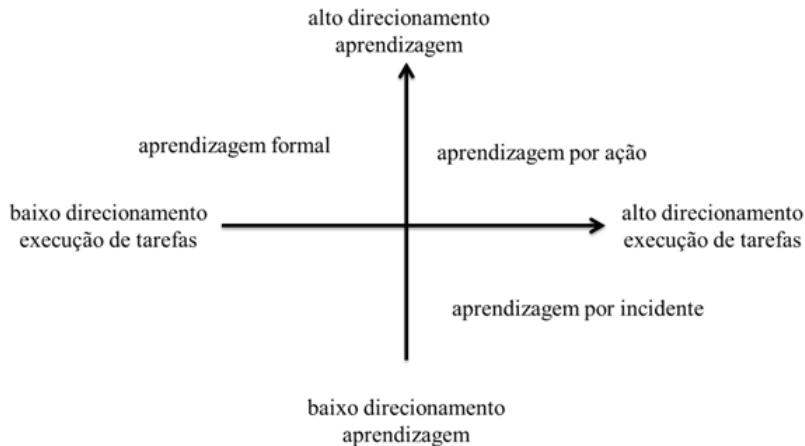 alto direcionamento
aprendizagem
aprendizagem formal
aprendizagem por ação
baixo direcionamento
execução de tarefas
alto direcionamento
execução de tarefas
aprendizagem por incidente
baixo direcionamento
aprendizagem